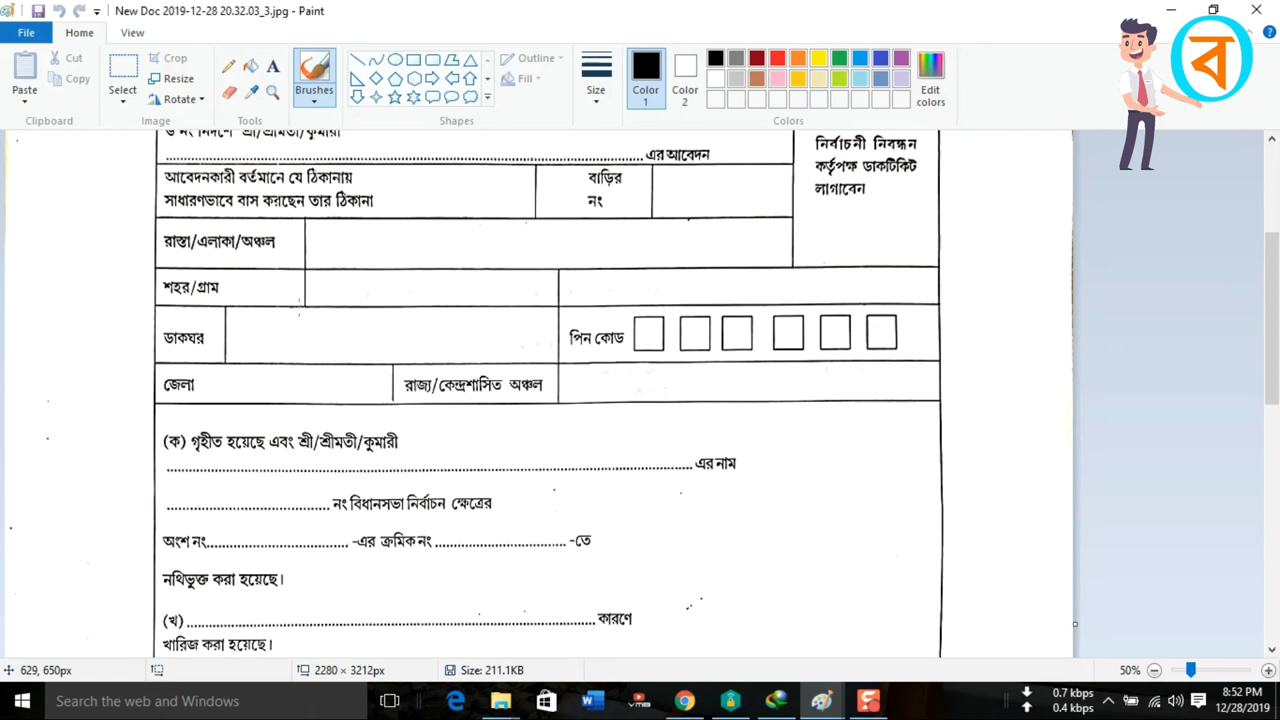 New Doc 2019-12-28 20.32.03_3.jpg - Paint
File
Home
View
Paste
Cut
Copy
Clipboard
Select
Crop
Resize
Rotate
Image
Tools
Brushes
Shapes
Outline
Fill
Size
Color
1
Color
2
Edit
colors
Colors
ব
৬ নং নিদর্শে শ্রী/শ্রীমতী/কুমারী
........................ এর আবেদন
নির্বাচনী নিবন্ধন
কর্তৃপক্ষ ডাকটিকিট
লাগাবেন
আবেদনকারী বর্তমানে যে ঠিকানায়
সাধারণভাবে বাস করছেন তার ঠিকানা
বাড়ির
নং
রাস্তা/এলাকা/অঞ্চল
শহর/গ্রাম
ডাকঘর
পিন কোড
জেলা
রাজ্য/কেন্দ্রশাসিত অঞ্চল
(ক) গৃহীত হয়েছে এবং শ্রী/শ্রীমতী/কুমারী
........................ এর নাম
........................ নং বিধানসভা নির্বাচন ক্ষেত্রের
অংশ নং........................ -এর ক্রমিক নং ........................ -তে
নথিভুক্ত করা হয়েছে।
(খ) ........................ কারণে
খারিজ করা হয়েছে।
629, 650px
2280 × 3212px
Size: 211.1KB
50%
Search the web and Windows
0.7 kbps
0.4 kbps
8:52 PM
12/28/2019